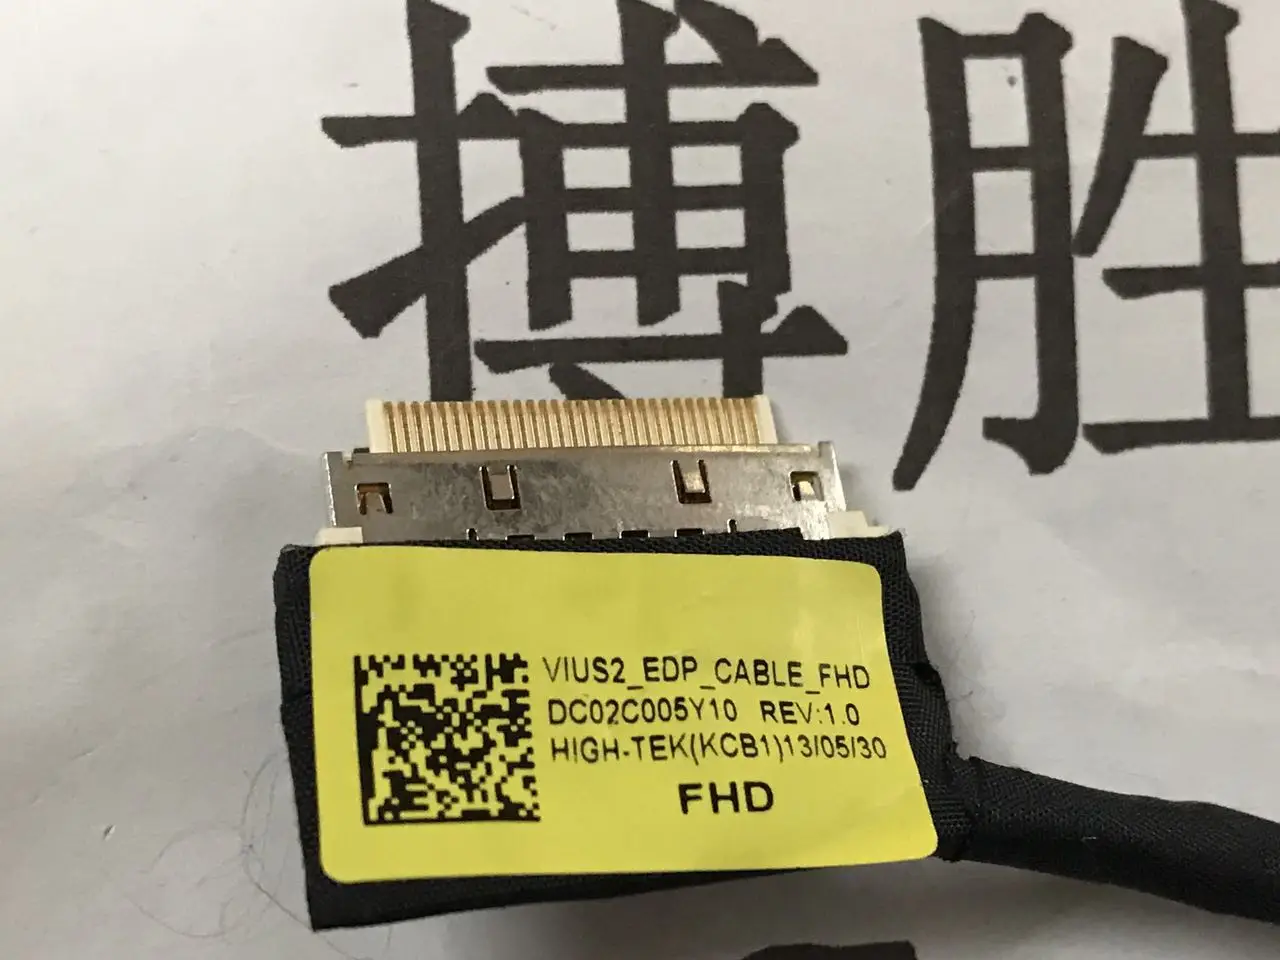 搏胜
VIUS2_EDP_CABLE_FHD
DC02C005Y10 REV:1.0
HIGH-TEK(KCB1)13/05/30
FHD